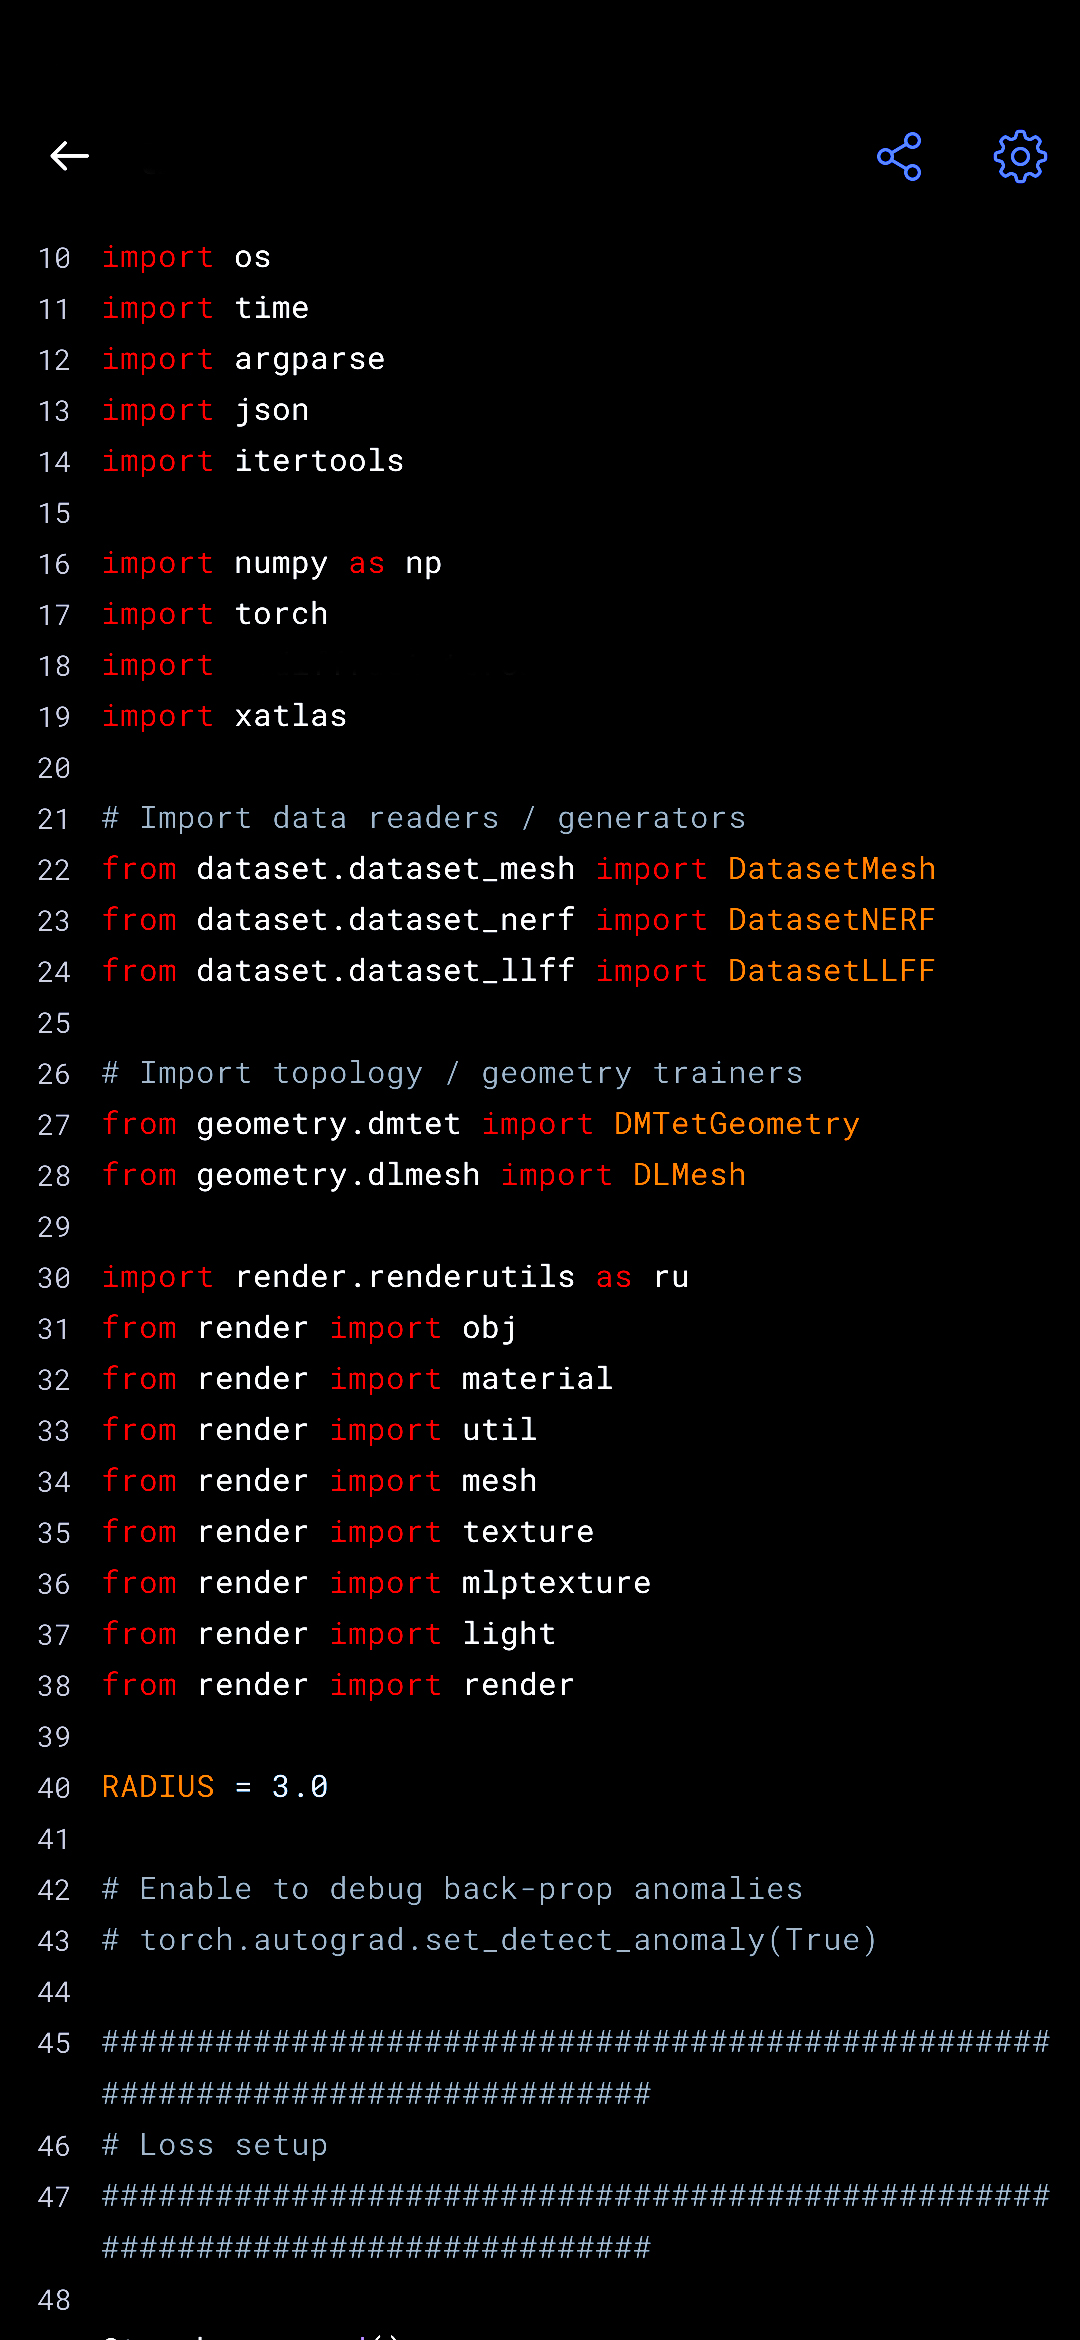 10 import os
11 import time
12 import argparse
13 import json
14 import itertools
15
16 import numpy as np
17 import torch
18 import
19 import xatlas
20
21 # Import data readers / generators
22 from dataset.dataset_mesh import DatasetMesh
23 from dataset.dataset_nerf import DatasetNERF
24 from dataset.dataset_llff import DatasetLLFF
25
26 # Import topology / geometry trainers
27 from geometry.dmtet import DMTetGeometry
28 from geometry.dlmesh import DLMesh
29
30 import render.renderutils as ru
31 from render import obj
32 from render import material
33 from render import util
34 from render import mesh
35 from render import texture
36 from render import mlptexture
37 from render import light
38 from render import render
39
40 RADIUS = 3.0
41
42 # Enable to debug back-prop anomalies
43 # torch.autograd.set_detect_anomaly(True)
44
45 ##################################################
#############################
46 # Loss setup
47 ##################################################
#############################
48